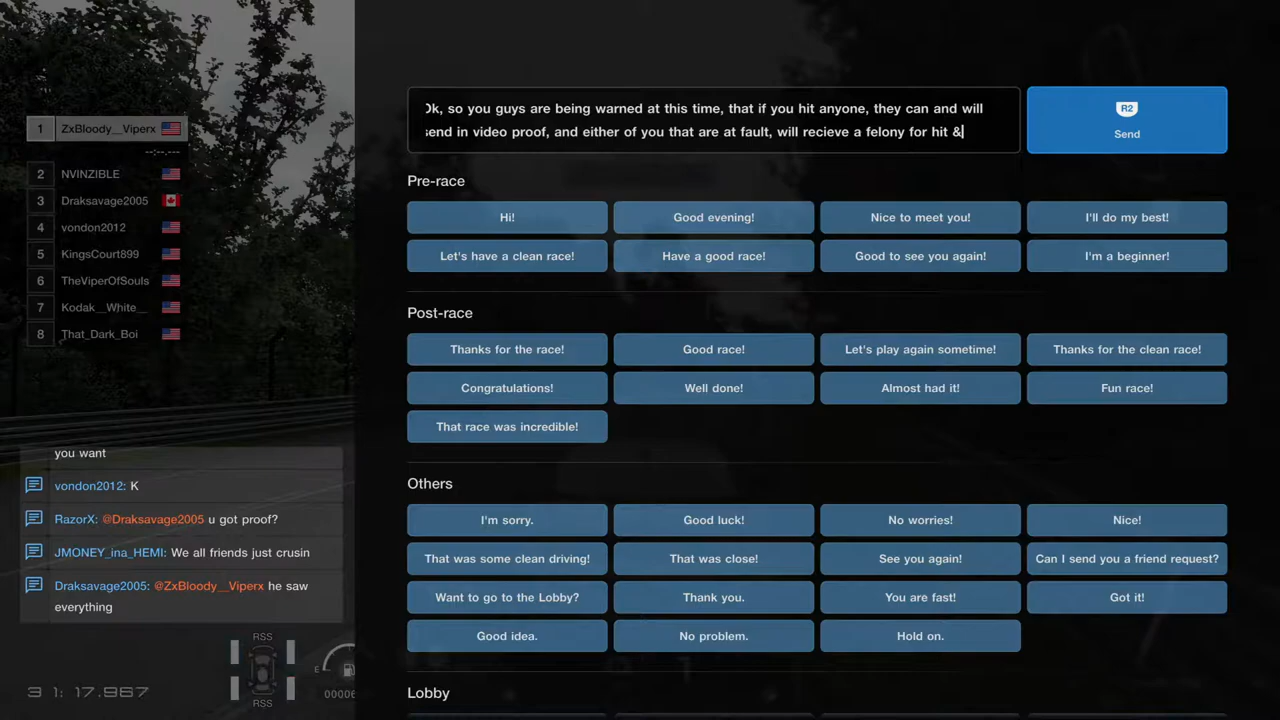 1 ZxBloody__Viperx
--:--.---
2 NVINZIBLE
3 Draksavage2005
4 vondon2012
5 KingsCourt899
6 TheViperOfSouls
7 Kodak__White__
8 That_Dark_Boi
you want
vondon2012: K
RazorX: @Draksavage2005 u got proof?
JMONEY_ina_HEMI: We all friends just crusin
Draksavage2005: @ZxBloody__Viperx he saw
everything
RSS
RSS
E
00006
3 1:17.967
Ok, so you guys are being warned at this time, that if you hit anyone, they can and will
send in video proof, and either of you that are at fault, will recieve a felony for hit &
R2
Send
Pre-race
Hi! Good evening! Nice to meet you! I'll do my best!
Let's have a clean race! Have a good race! Good to see you again! I'm a beginner!
Post-race
Thanks for the race! Good race! Let's play again sometime! Thanks for the clean race!
Congratulations! Well done! Almost had it! Fun race!
That race was incredible!
Others
I'm sorry. Good luck! No worries! Nice!
That was some clean driving! That was close! See you again! Can I send you a friend request?
Want to go to the Lobby? Thank you. You are fast! Got it!
Good idea. No problem. Hold on.
Lobby